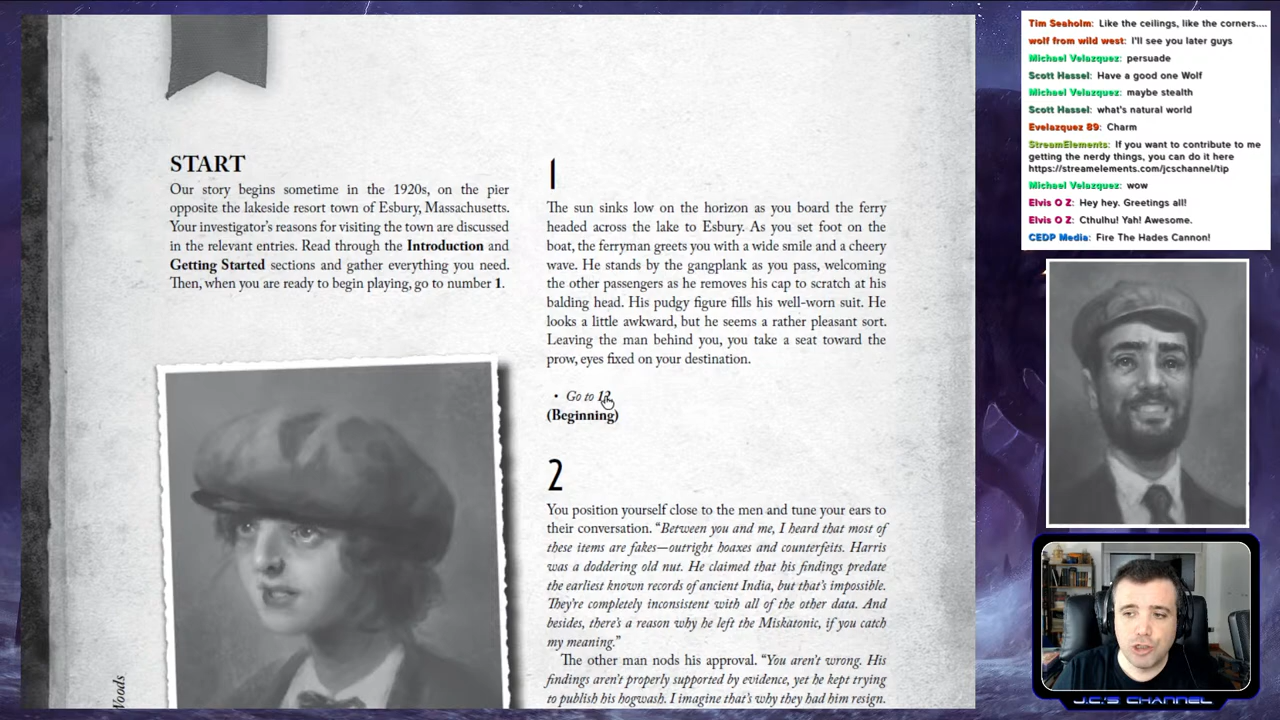 START
Our story begins sometime in the 1920s, on the pier
opposite the lakeside resort town of Esbury, Massachusetts.
Your investigator's reasons for visiting the town are discussed
in the relevant entries. Read through the Introduction and
Getting Started sections and gather everything you need.
Then, when you are ready to begin playing, go to number 1.
Woods
1
The sun sinks low on the horizon as you board the ferry
headed across the lake to Esbury. As you set foot on the
boat, the ferryman greets you with a wide smile and a cheery
wave. He stands by the gangplank as you pass, welcoming
the other passengers as he removes his cap to scratch at his
balding head. His pudgy figure fills his well-worn suit. He
looks a little awkward, but he seems a rather pleasant sort.
Leaving the man behind you, you take a seat toward the
prow, eyes fixed on your destination.
• Go to
(Beginning)
2
You position yourself close to the men and tune your ears to
their conversation. “Between you and me, I heard that most of
these items are fakes—outright hoaxes and counterfeits. Harris
was a doddering old nut. He claimed that his findings predate
the earliest known records of ancient India, but that's impossible.
They're completely inconsistent with all of the other data. And
besides, there's a reason why he left the Miskatonic, if you catch
my meaning.”
The other man nods his approval. “You aren't wrong. His
findings aren't properly supported by evidence, yet he kept trying
to publish his hogwash. I imagine that's why they had him resign.
Tim Seaholm: Like the ceilings, like the corners....
wolf from wild west: I'll see you later guys
Michael Velazquez: persuade
Scott Hassel: Have a good one Wolf
Michael Velazquez: maybe stealth
Scott Hassel: what's natural world
Evelazquez 89: Charm
StreamElements: If you want to contribute to me
getting the nerdy things, you can do it here
https://streamelements.com/jcschannel/tip
Michael Velazquez: wow
Elvis O Z: Hey hey. Greetings all!
Elvis O Z: Cthulhu! Yah! Awesome.
CEDP Media: Fire The Hades Cannon!
J.C.'S CHANNEL